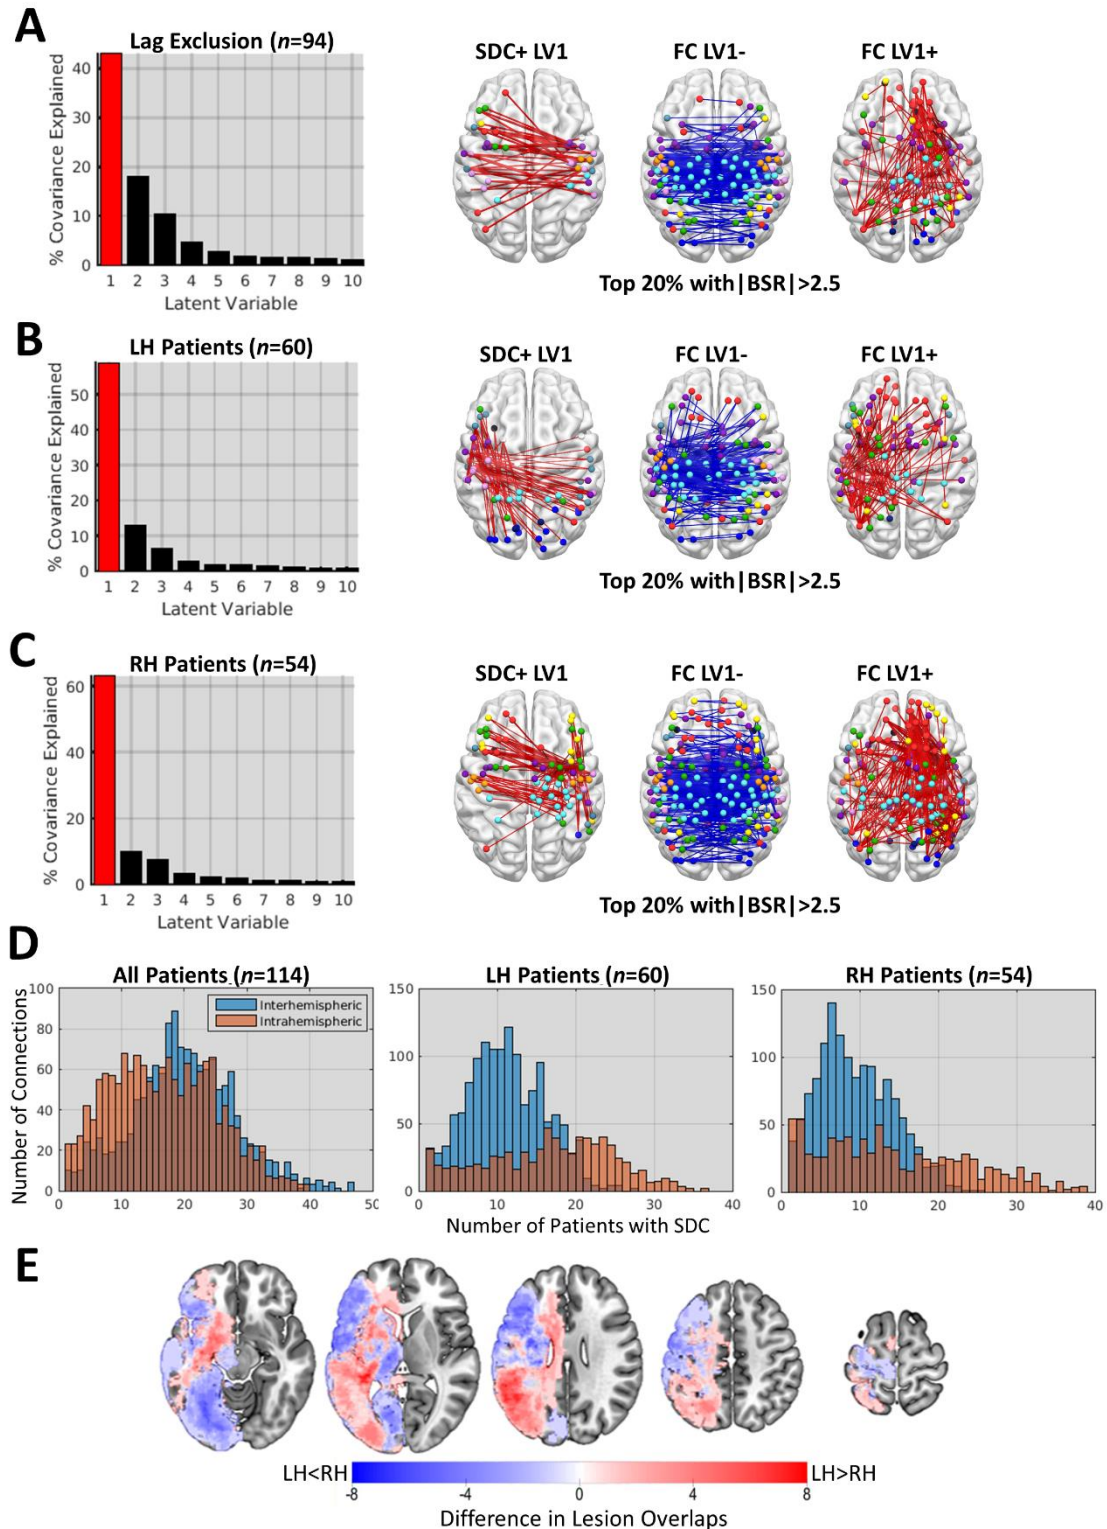 A
Lag Exclusion (n=94)
% Covariance Explained
40
30
20
10
0
1 2 3 4 5 6 7 8 9 10
Latent Variable
SDC+ LV1
FC LV1-
FC LV1+
Top 20% with|BSR|>2.5
B
LH Patients (n=60)
% Covariance Explained
50
40
30
20
10
0
1 2 3 4 5 6 7 8 9 10
Latent Variable
SDC+ LV1
FC LV1-
FC LV1+
Top 20% with|BSR|>2.5
C
RH Patients (n=54)
% Covariance Explained
60
40
20
0
1 2 3 4 5 6 7 8 9 10
Latent Variable
SDC+ LV1
FC LV1-
FC LV1+
Top 20% with|BSR|>2.5
D
All Patients (n=114)
Number of Connections
100
80
60
40
20
0
0 10 20 30 40 50
Interhemispheric
Intrahemispheric
LH Patients (n=60)
150
100
50
0
0 10 20 30 40
RH Patients (n=54)
150
100
50
0
0 10 20 30 40
Number of Patients with SDC
E
LH<RH
LH>RH
-8 -4 0 4 8
Difference in Lesion Overlaps